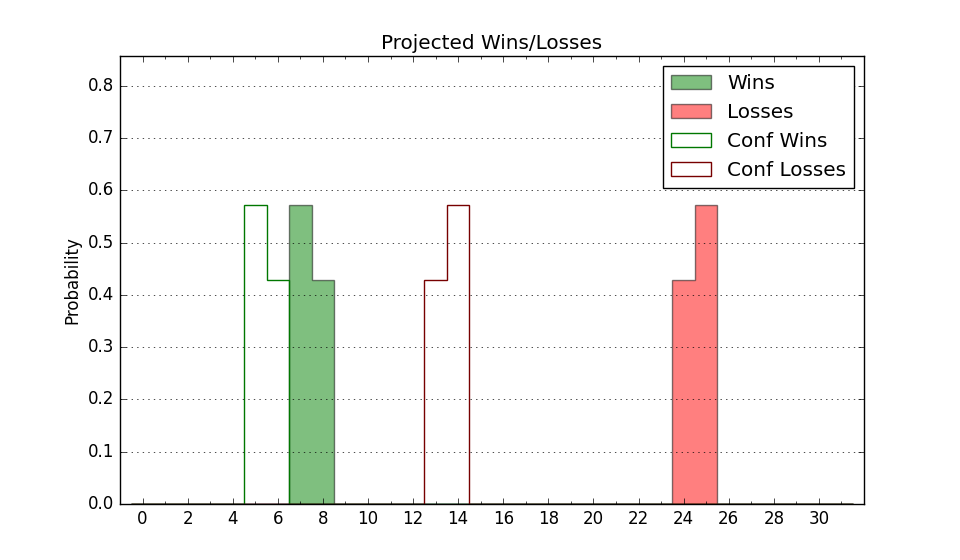 Projected Wins/Losses
Wins
Losses
Conf Wins
Conf Losses
Probability
0.8
0.7
0.6
0.5
0.4
0.3
0.2
0.1
0.0
0 2 4 6 8 10 12 14 16 18 20 22 24 26 28 30